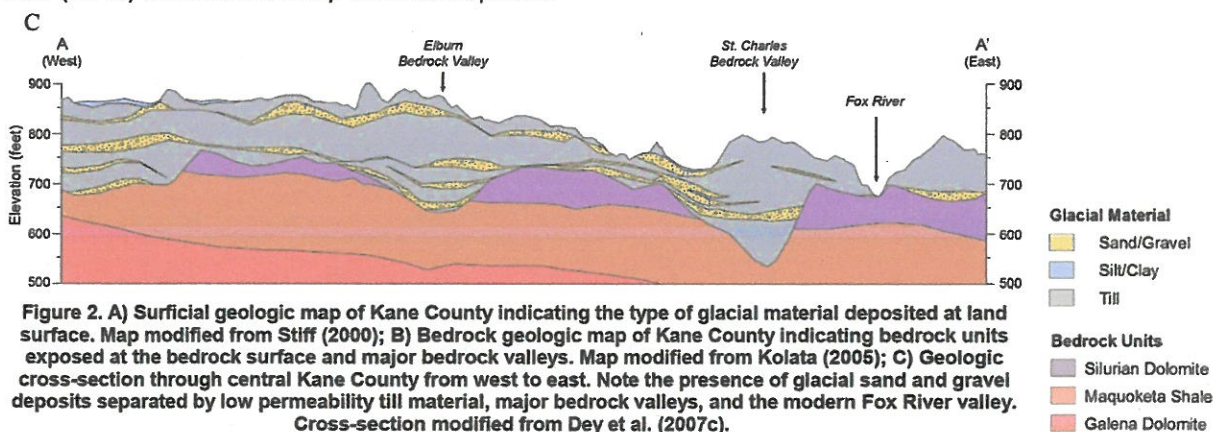 C
A
(West)
Elburn
Bedrock Valley
St. Charles
Bedrock Valley
A'
(East)
Fox River
900
800
700
600
500
Elevation (feet)
900
800
700
600
500
Glacial Material
Sand/Gravel
Silt/Clay
Till
Bedrock Units
Silurian Dolomite
Maquoketa Shale
Galena Dolomite
Figure 2. A) Surficial geologic map of Kane County indicating the type of glacial material deposited at land
surface. Map modified from Stiff (2000); B) Bedrock geologic map of Kane County indicating bedrock units
exposed at the bedrock surface and major bedrock valleys. Map modified from Kolata (2005); C) Geologic
cross-section through central Kane County from west to east. Note the presence of glacial sand and gravel
deposits separated by low permeability till material, major bedrock valleys, and the modern Fox River valley.
Cross-section modified from Dey et al. (2007c).